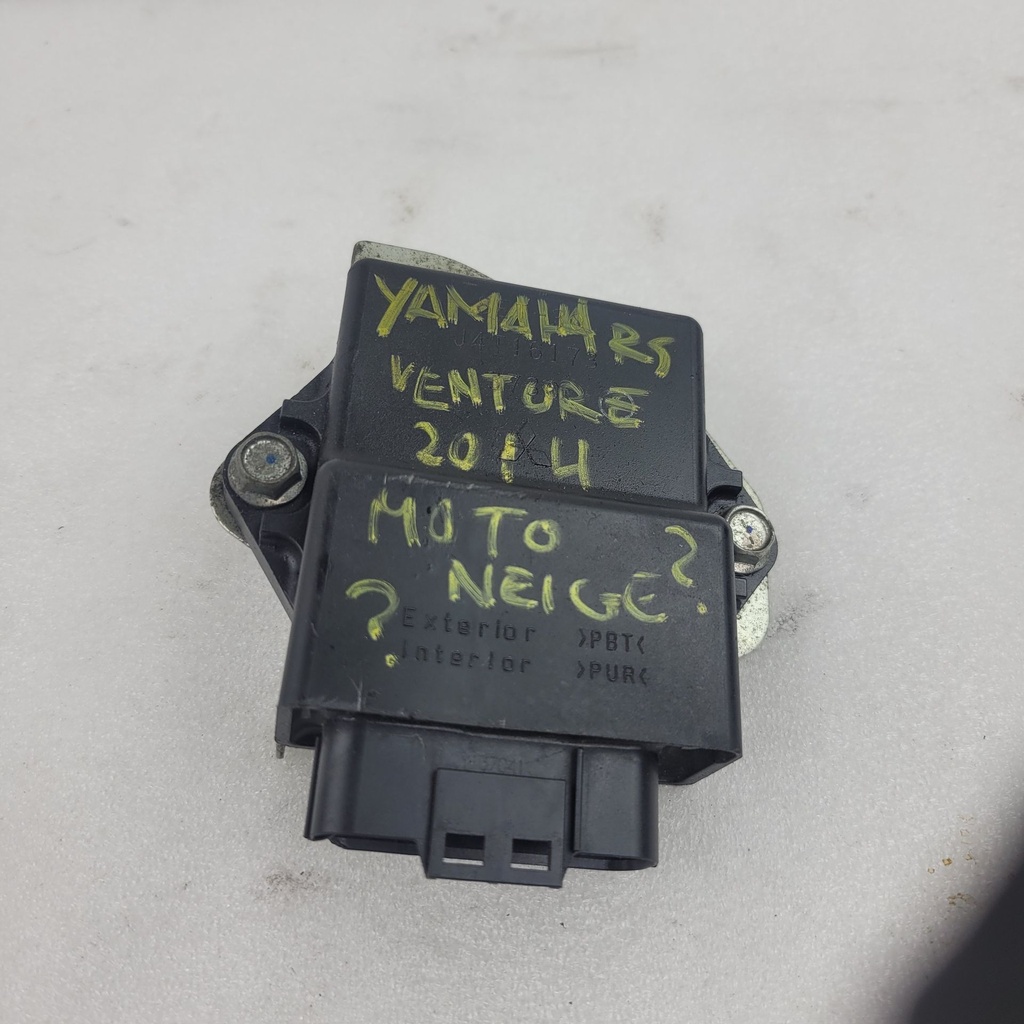 YAMAHA RS
VENTURE
2014
MOTO
NEIGE ?
?
Exterior >PBT<
Interior >PUR<